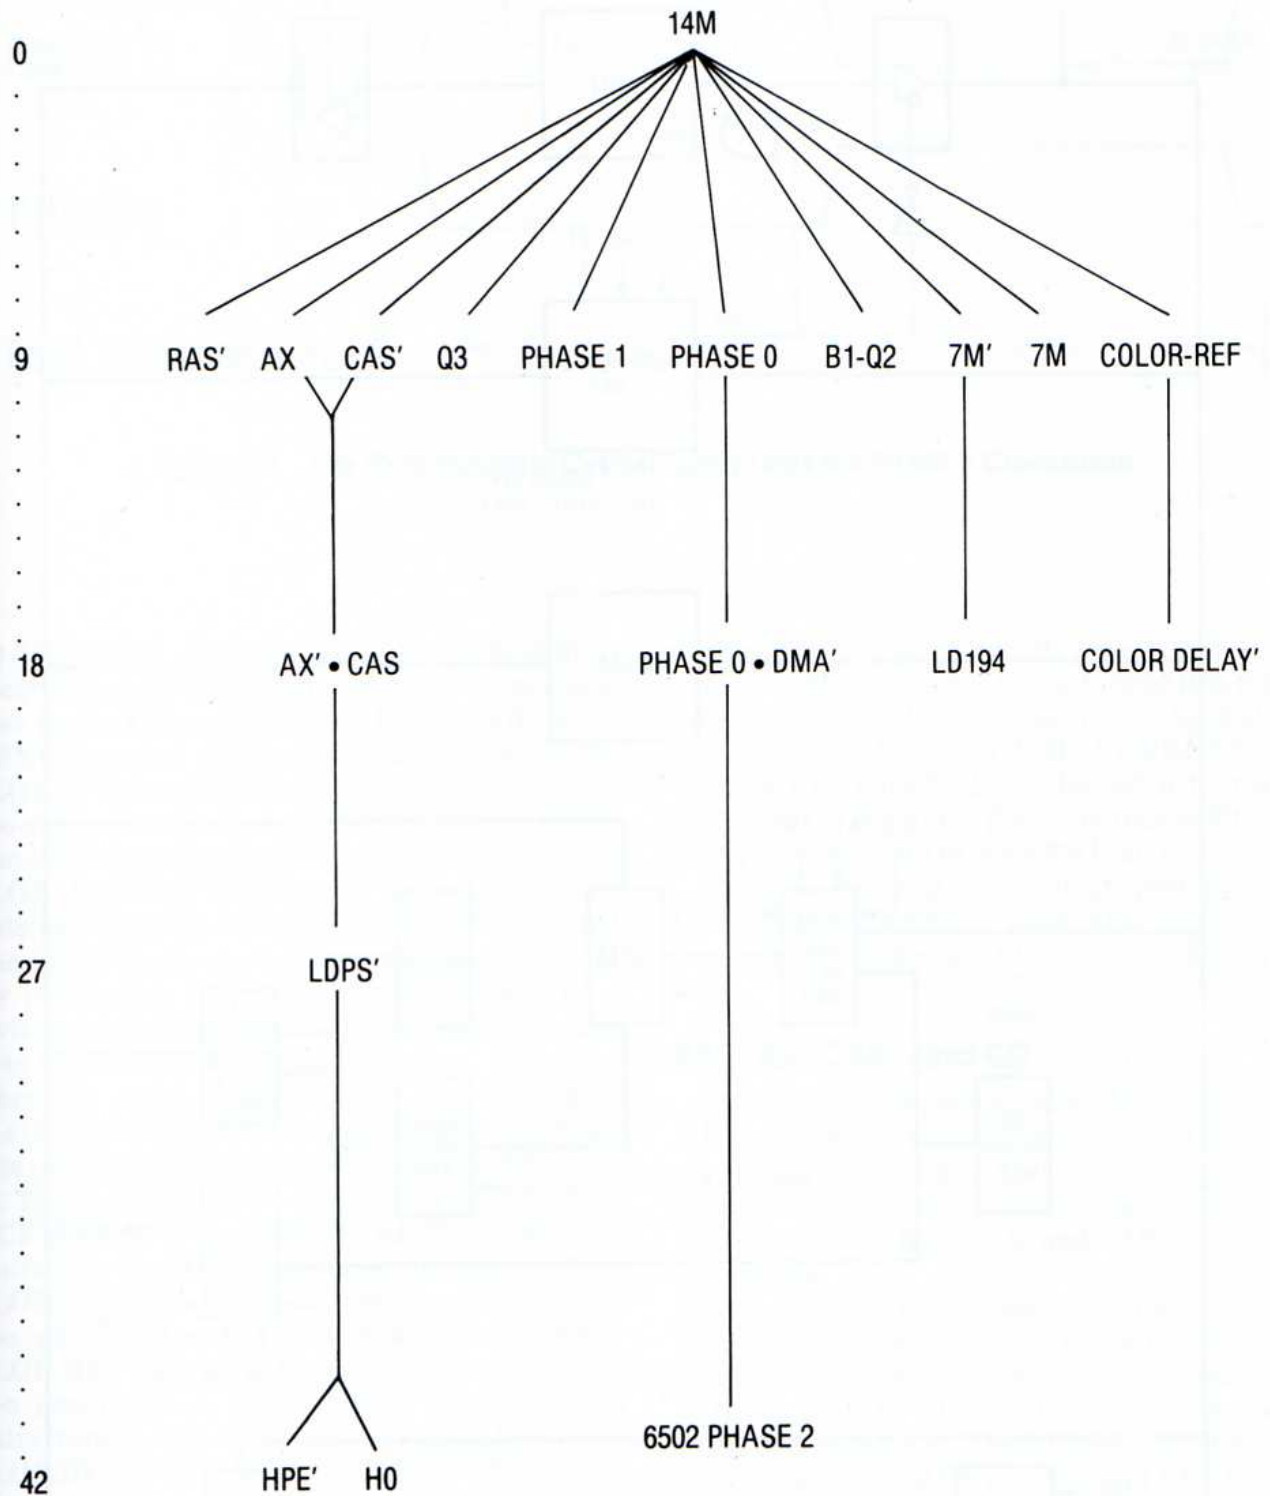 14M
0
9 RAS′ AX CAS′ Q3 PHASE 1 PHASE 0 B1-Q2 7M′ 7M COLOR-REF
18 AX′ • CAS PHASE 0 • DMA′ LD194 COLOR DELAY′
27 LDPS′
6502 PHASE 2
42 HPE′ H0